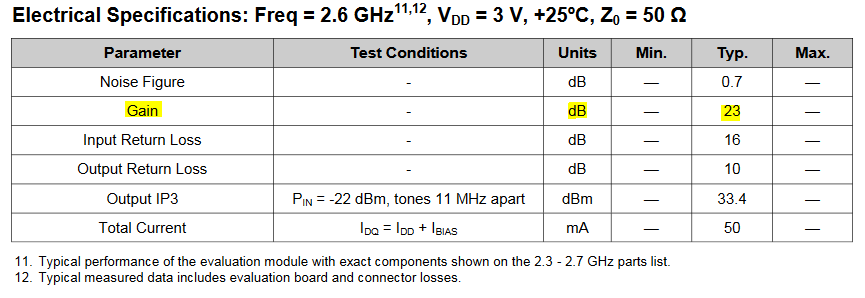 Electrical Specifications: Freq = 2.6 GHz11,12, VDD = 3 V, +25ºC, Z0 = 50 Ω
Parameter Test Conditions Units Min. Typ. Max.
Noise Figure - dB — 0.7 —
Gain - dB — 23 —
Input Return Loss - dB — 16 —
Output Return Loss - dB — 10 —
Output IP3 PIN = -22 dBm, tones 11 MHz apart dBm — 33.4 —
Total Current IDQ = IDD + IBIAS mA — 50 —
11. Typical performance of the evaluation module with exact components shown on the 2.3 - 2.7 GHz parts list.
12. Typical measured data includes evaluation board and connector losses.